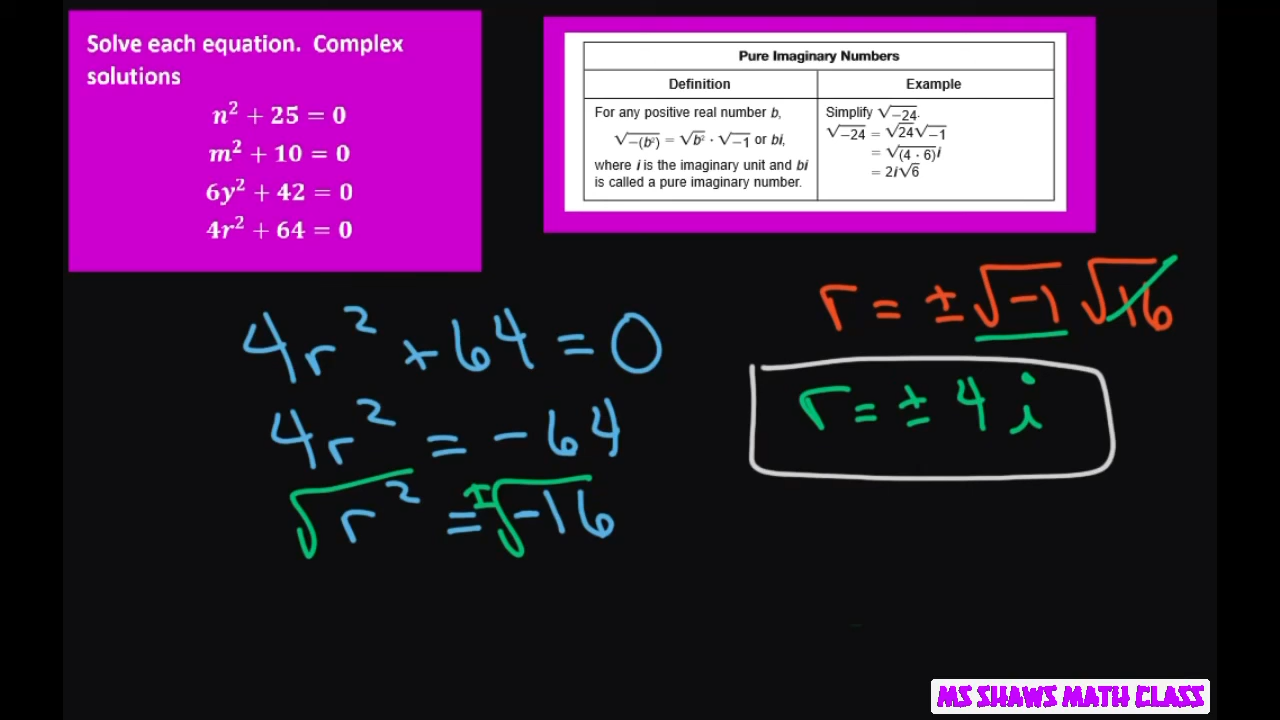 Solve each equation. Complex
solutions
n² + 25 = 0
m² + 10 = 0
6y² + 42 = 0
4r² + 64 = 0
Pure Imaginary Numbers
Definition
Example
For any positive real number b,
√−(b²) = √b² · √−1 or bi,
where i is the imaginary unit and bi
is called a pure imaginary number.
Simplify √−24.
√−24 = √24√−1
= √(4 · 6)i
= 2i√6
4r² + 64 = 0
4r² = −64
√r² = ±√−16
r = ± √−1 √16
r = ± 4 i
MS SHAWS MATH CLASS